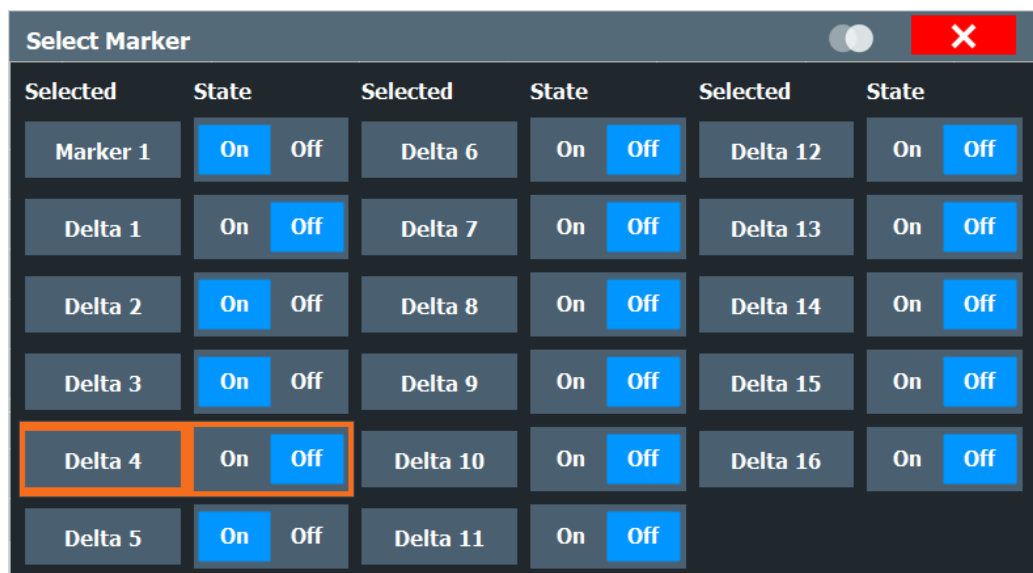 Select Marker
Selected State Selected State Selected State
Marker 1 On Off Delta 6 On Off Delta 12 On Off
Delta 1 On Off Delta 7 On Off Delta 13 On Off
Delta 2 On Off Delta 8 On Off Delta 14 On Off
Delta 3 On Off Delta 9 On Off Delta 15 On Off
Delta 4 On Off Delta 10 On Off Delta 16 On Off
Delta 5 On Off Delta 11 On Off